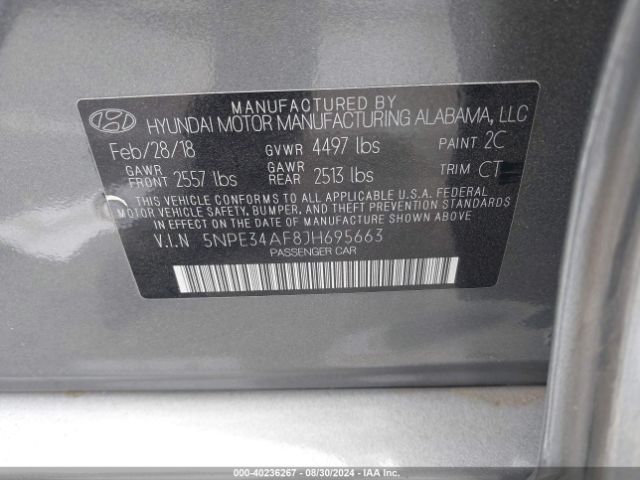 MANUFACTURED BY
HYUNDAI MOTOR MANUFACTURING ALABAMA, LLC
Feb/28/18 GVWR 4497 lbs PAINT 2C
GAWR FRONT 2557 lbs GAWR REAR 2513 lbs TRIM CT
THIS VEHICLE CONFORMS TO ALL APPLICABLE U.S.A. FEDERAL
MOTOR VEHICLE SAFETY, BUMPER, AND THEFT PREVENTION STANDARDS
IN EFFECT ON THE DATE OF MANUFACTURE SHOWN ABOVE.
V.I.N 5NPE34AF8JH695663
PASSENGER CAR
000-40236267 - 08/30/2024 - IAAI.COM